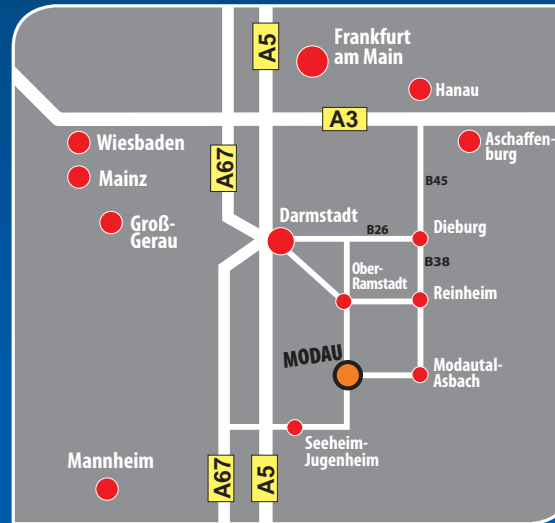 A5
Frankfurt
am Main
Hanau
A3
Wiesbaden
Aschaffen-
burg
A67
Mainz
B45
Groß-
Gerau
Darmstadt
B26
Dieburg
B38
Ober-
Ramstadt
Reinheim
MODAU
Modautal-
Asbach
Seeheim-
Jugenheim
Mannheim
A67
A5